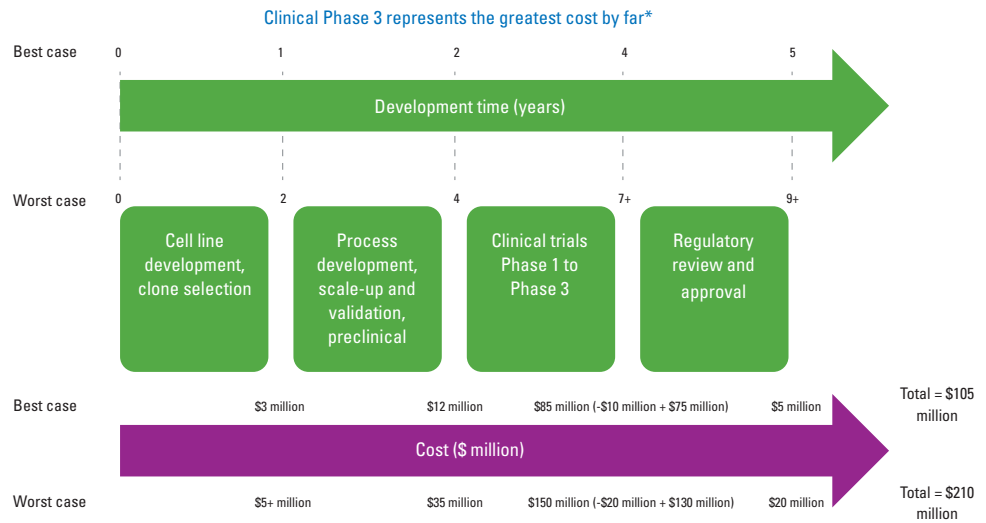 Clinical Phase 3 represents the greatest cost by far*
Best case 0 1 2 4 5
Development time (years)
Worst case 0 2 4 7+ 9+
Cell line
development,
clone selection
Process
development,
scale-up and
validation,
preclinical
Clinical trials
Phase 1 to
Phase 3
Regulatory
review and
approval
Best case $3 million $12 million $85 million (-$10 million + $75 million) $5 million
Total = $105
million
Cost ($ million)
Worst case $5+ million $35 million $150 million (-$20 million + $130 million) $20 million
Total = $210
million